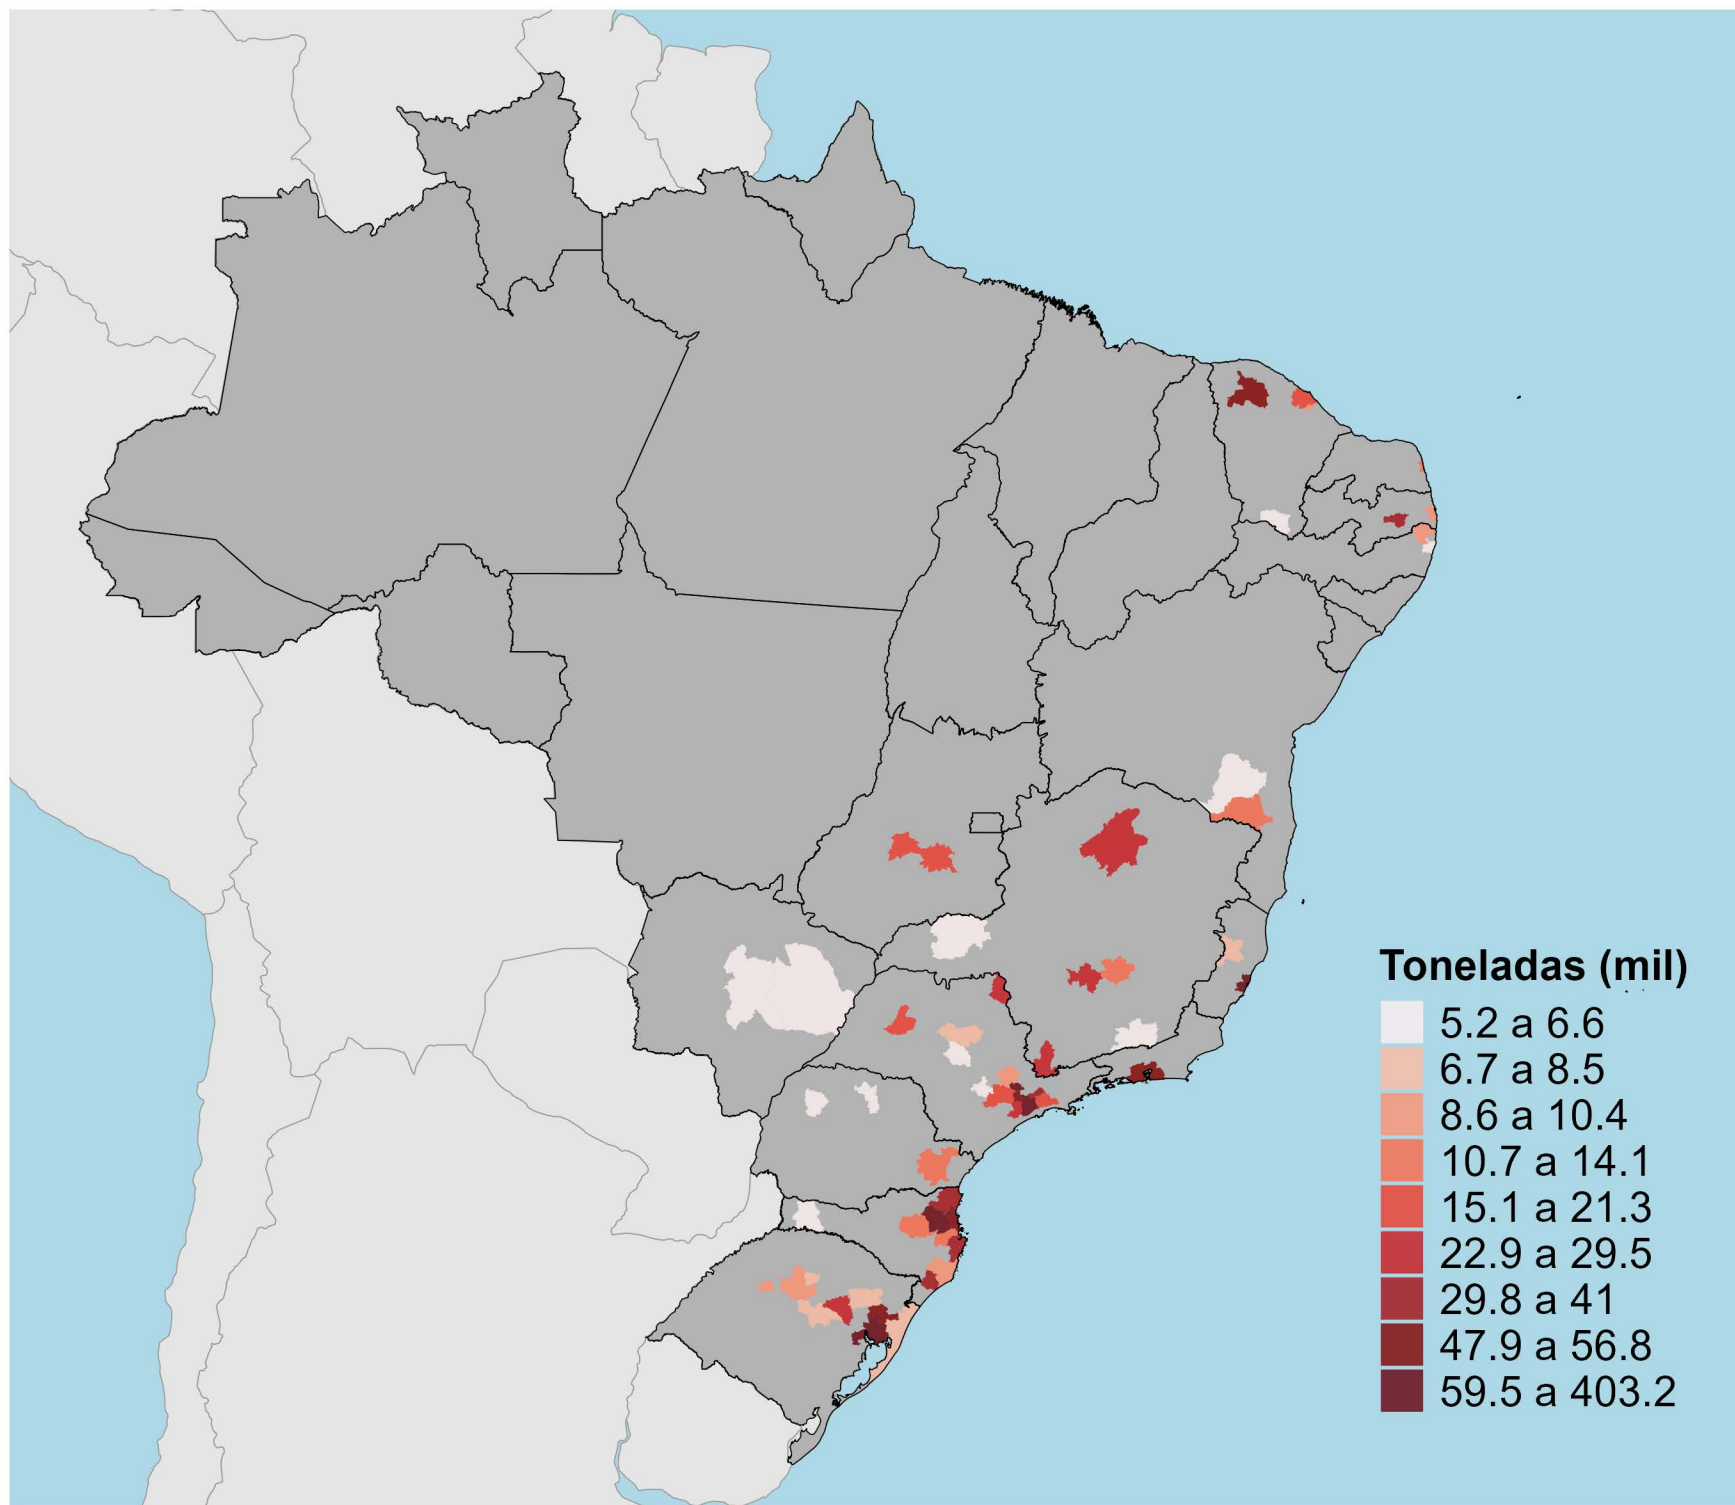 Toneladas (mil)
5.2 a 6.6
6.7 a 8.5
8.6 a 10.4
10.7 a 14.1
15.1 a 21.3
22.9 a 29.5
29.8 a 41
47.9 a 56.8
59.5 a 403.2